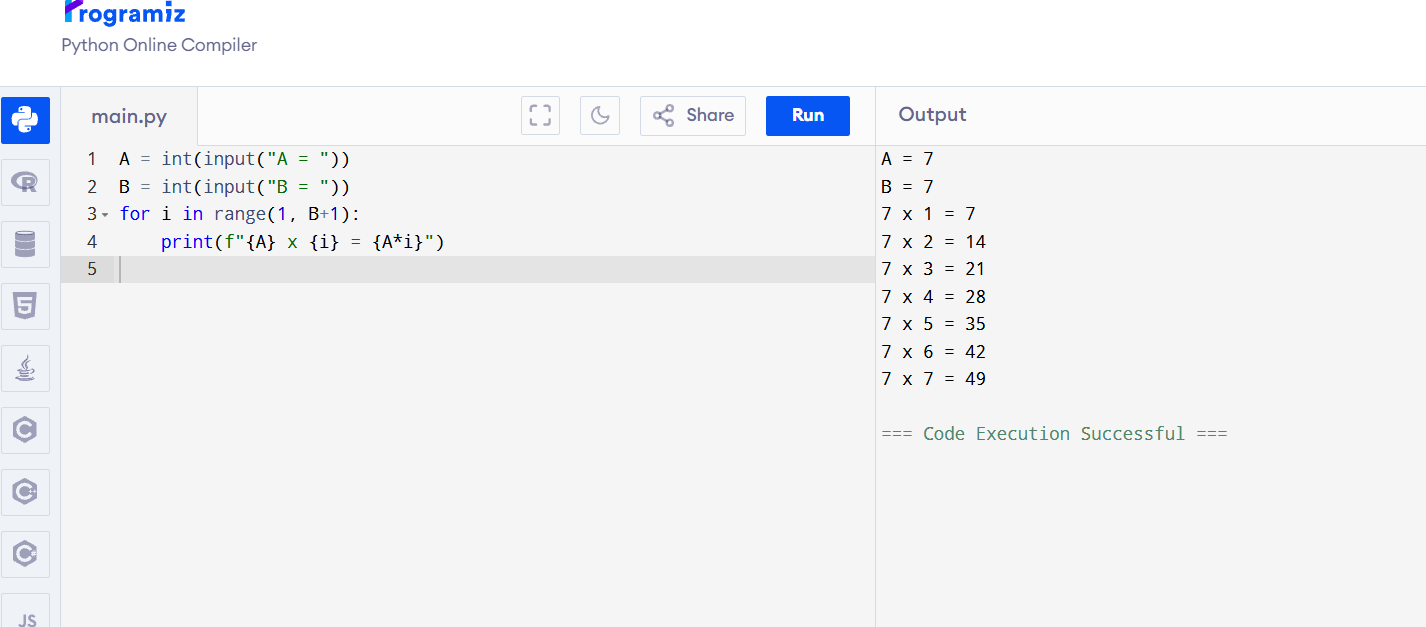 Programiz
Python Online Compiler
main.py
Share
Run
Output
1 A = int(input("A = "))
2 B = int(input("B = "))
3 for i in range(1, B+1):
4     print(f"{A} x {i} = {A*i}")
5
A = 7
B = 7
7 x 1 = 7
7 x 2 = 14
7 x 3 = 21
7 x 4 = 28
7 x 5 = 35
7 x 6 = 42
7 x 7 = 49
=== Code Execution Successful ===
R
5
C
C++
C#
JS